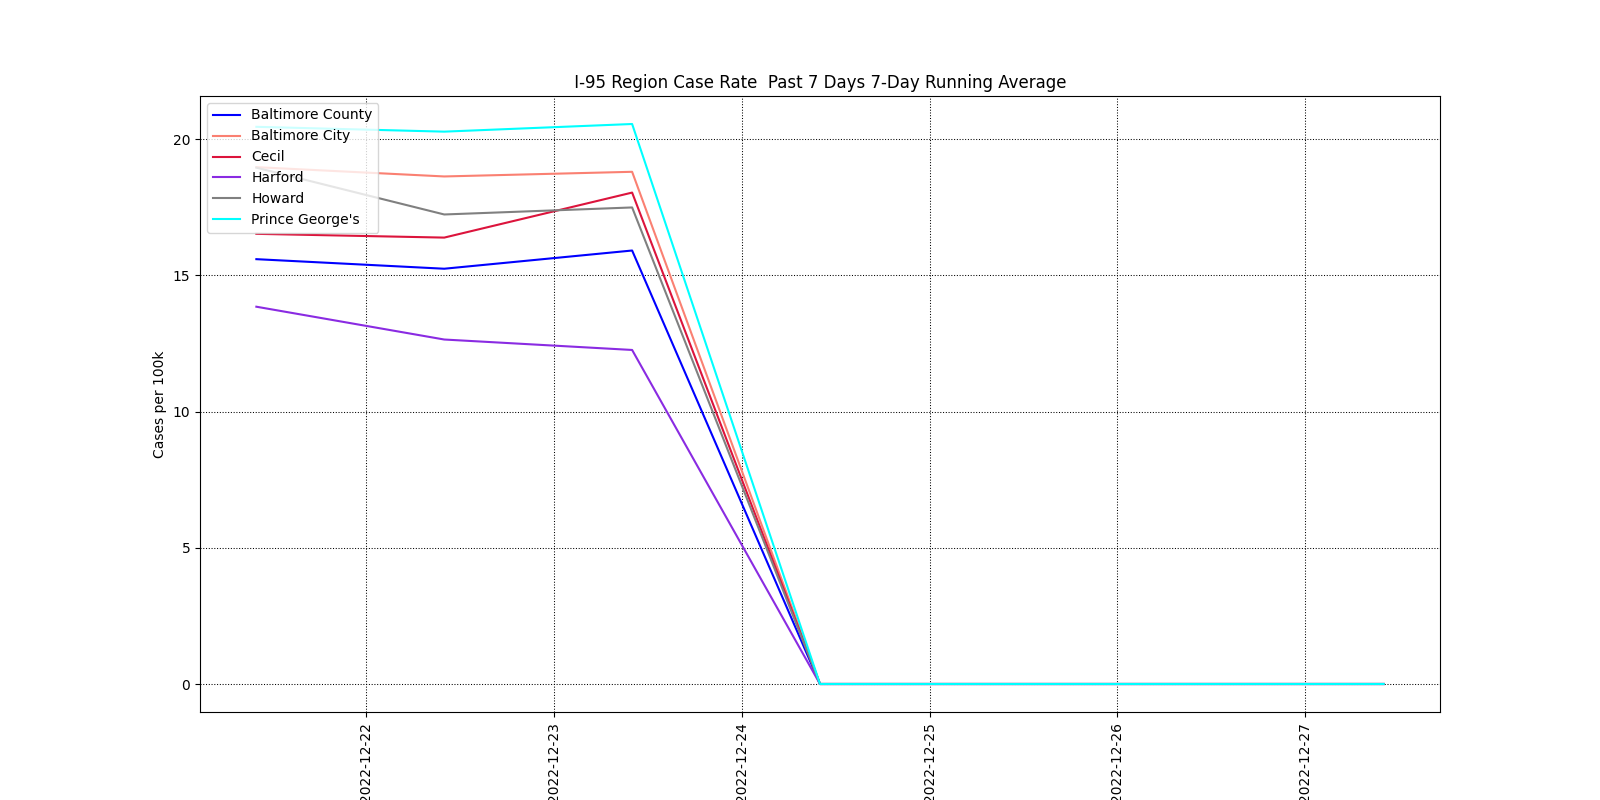 I-95 Region Case Rate  Past 7 Days 7-Day Running Average
Baltimore County
Baltimore City
Cecil
Harford
Howard
Prince George's
Cases per 100k
20
15
10
5
0
2022-12-22
2022-12-23
2022-12-24
2022-12-25
2022-12-26
2022-12-27